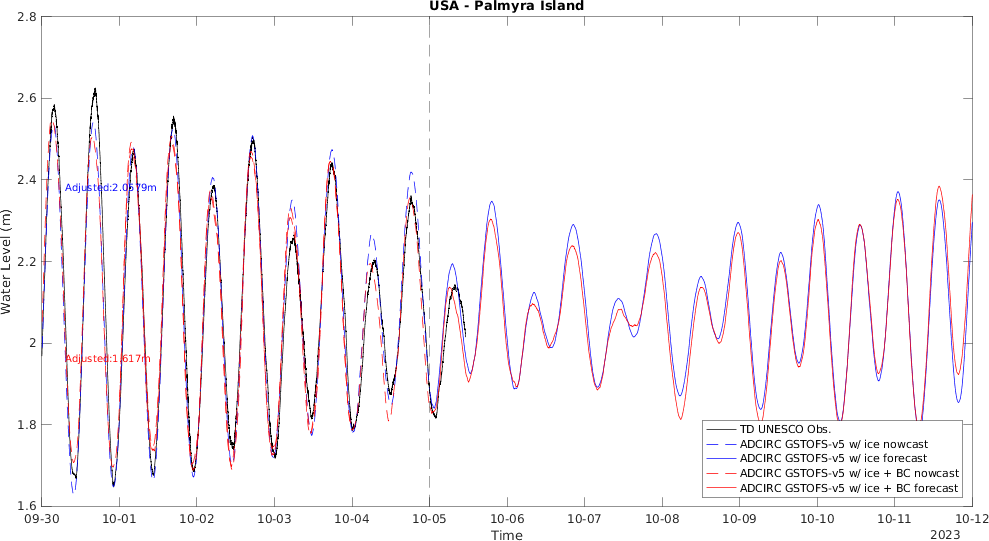 USA - Palmyra Island
2.8
2.6
2.4
2.2
2
1.8
1.6
Water Level (m)
Adjusted:2.0579m
Adjusted:1.617m
TD UNESCO Obs.
ADCIRC GSTOFS-v5 w/ ice nowcast
ADCIRC GSTOFS-v5 w/ ice forecast
ADCIRC GSTOFS-v5 w/ ice + BC nowcast
ADCIRC GSTOFS-v5 w/ ice + BC forecast
09-30 10-01 10-02 10-03 10-04 10-05 10-06 10-07 10-08 10-09 10-10 10-11 10-12
Time
2023